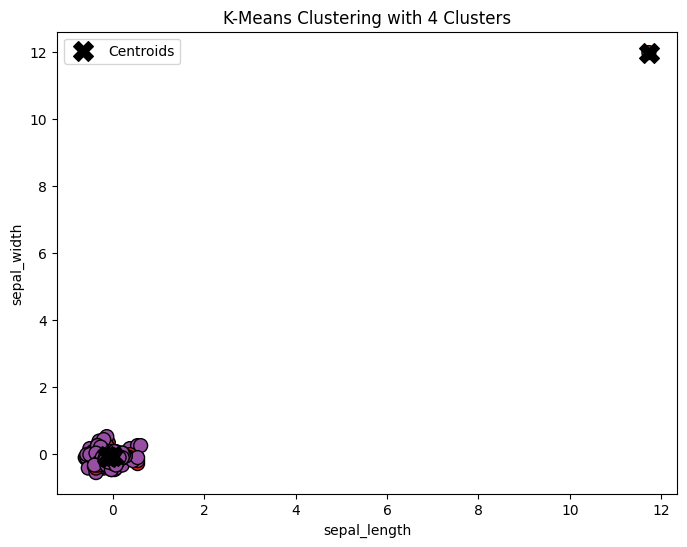 K-Means Clustering with 4 Clusters
Centroids
12
10
8
6
4
2
0
sepal_width
0 2 4 6 8 10 12
sepal_length